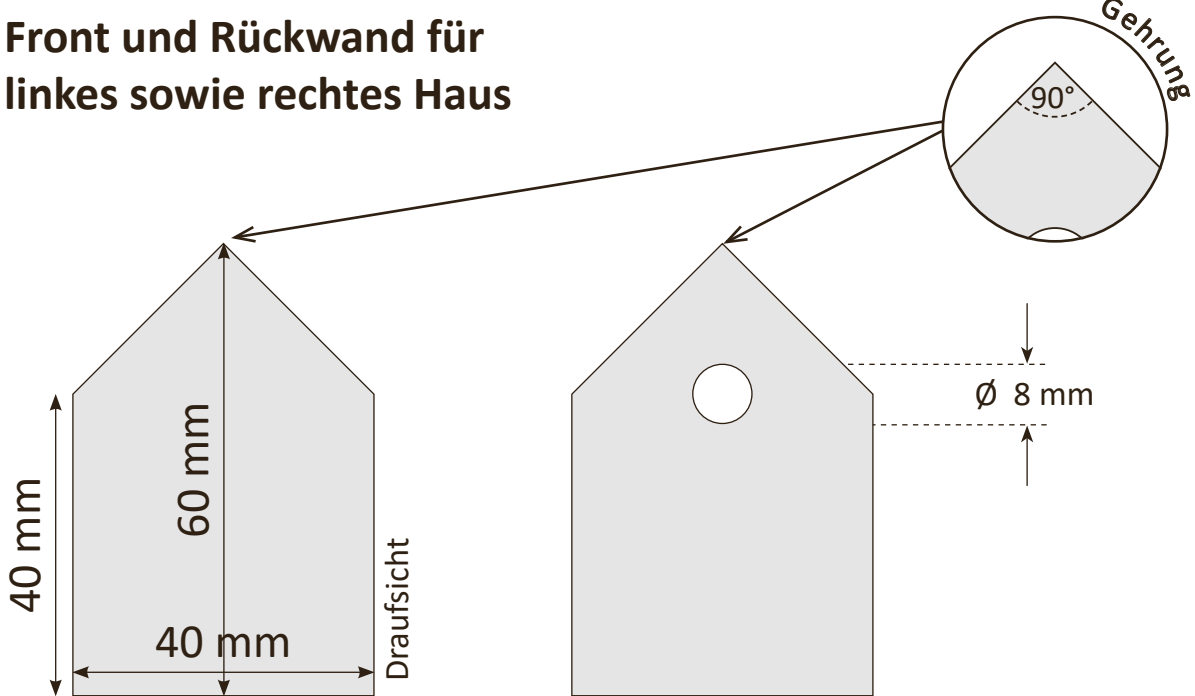 Front und Rückwand für
linkes sowie rechtes Haus
Gehrung
90°
Ø 8 mm
60 mm
40 mm
Draufsicht
40 mm